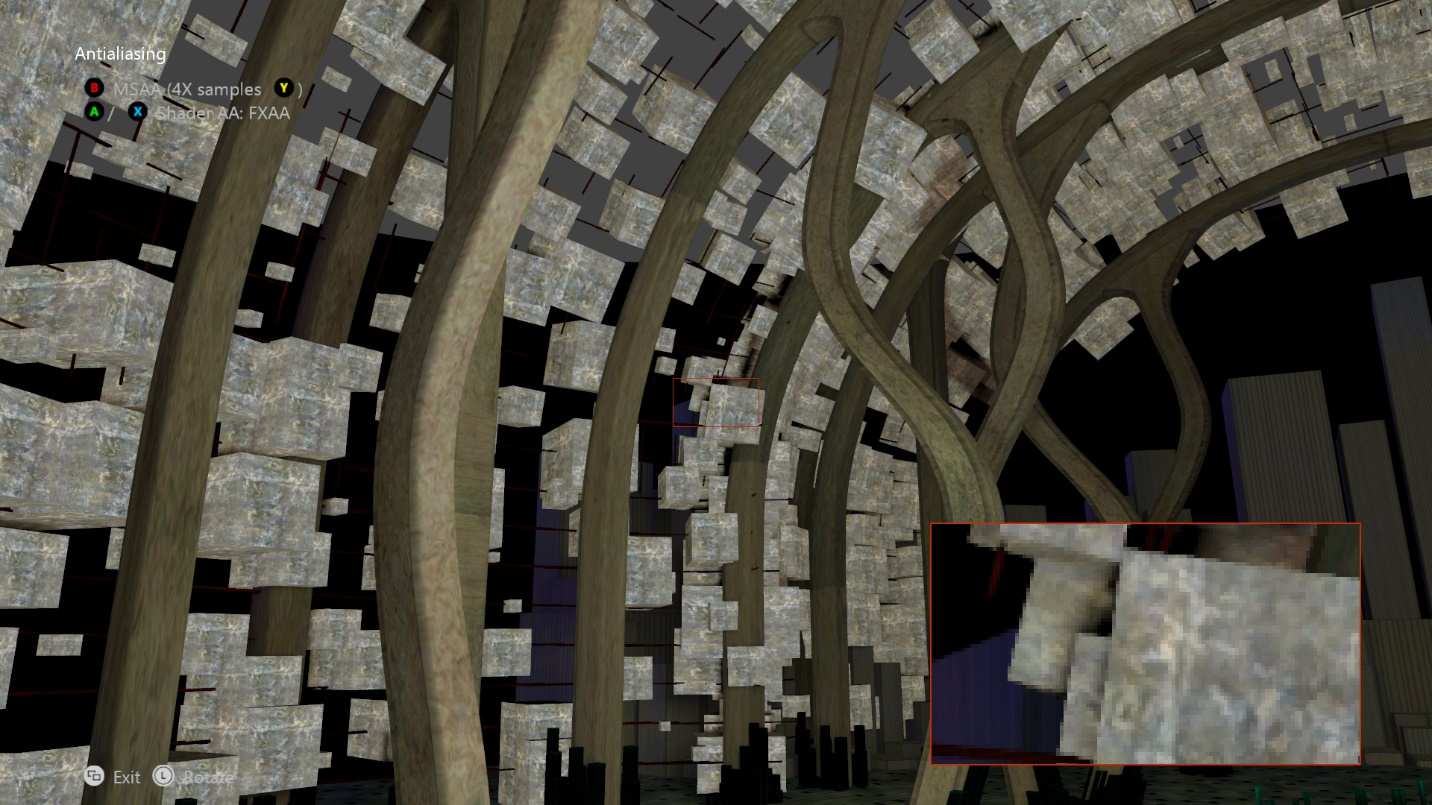 Antialiasing
B MSAA (4X samples Y )
A / X Shader AA: FXAA
Exit L Rotate